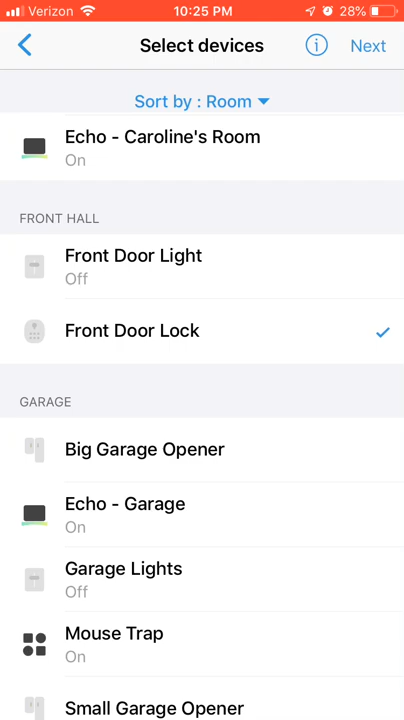 Verizon 10:25 PM 28%
Select devices Next
Sort by : Room
Echo - Caroline's Room
On
FRONT HALL
Front Door Light
Off
Front Door Lock
GARAGE
Big Garage Opener
Echo - Garage
On
Garage Lights
Off
Mouse Trap
On
Small Garage Opener